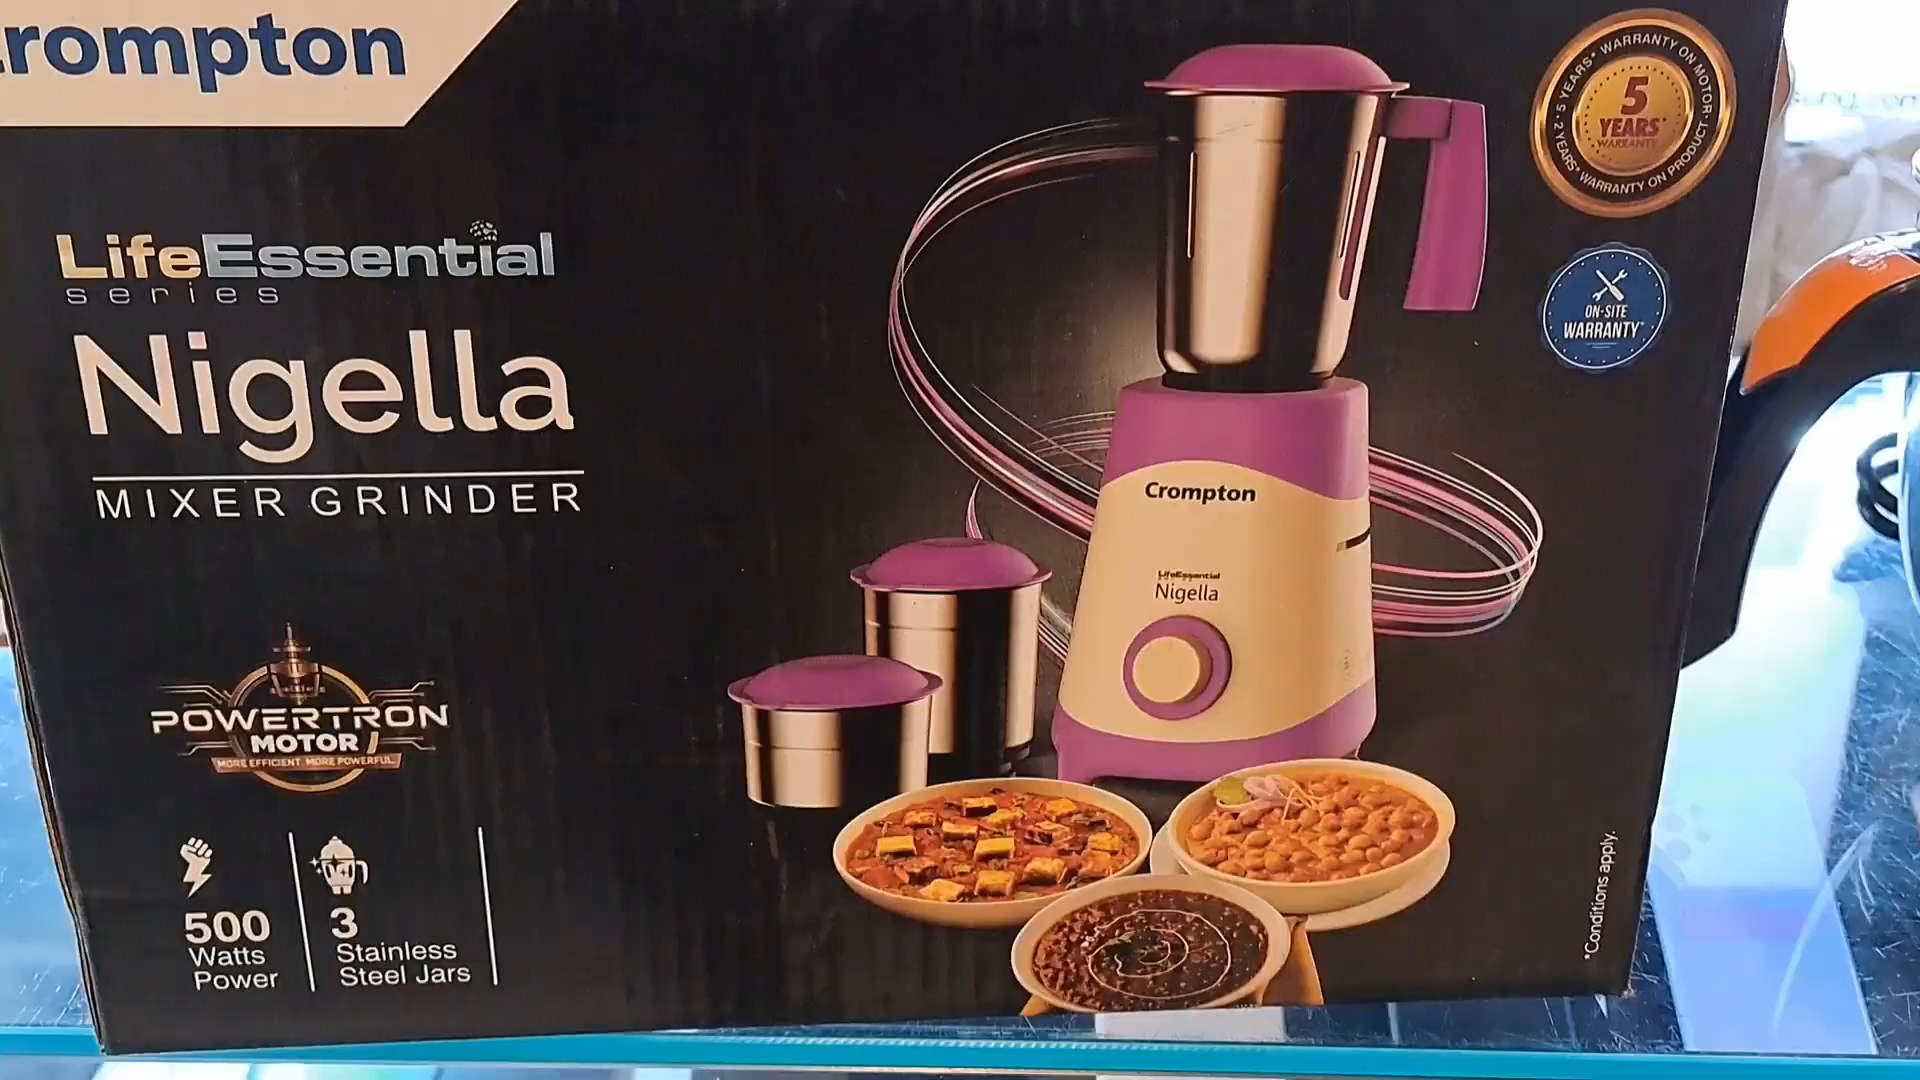 rompton
LifeEssential
series
Nigella
MIXER GRINDER
POWERTRON
MOTOR
MORE EFFICIENT. MORE POWERFUL.
500
Watts
Power
3
Stainless
Steel Jars
Crompton
LifeEssential
Nigella
5 YEARS* WARRANTY ON MOTOR
2 YEARS* WARRANTY ON PRODUCT
5
YEARS*
WARRANTY
ON-SITE
WARRANTY*
*Conditions apply.